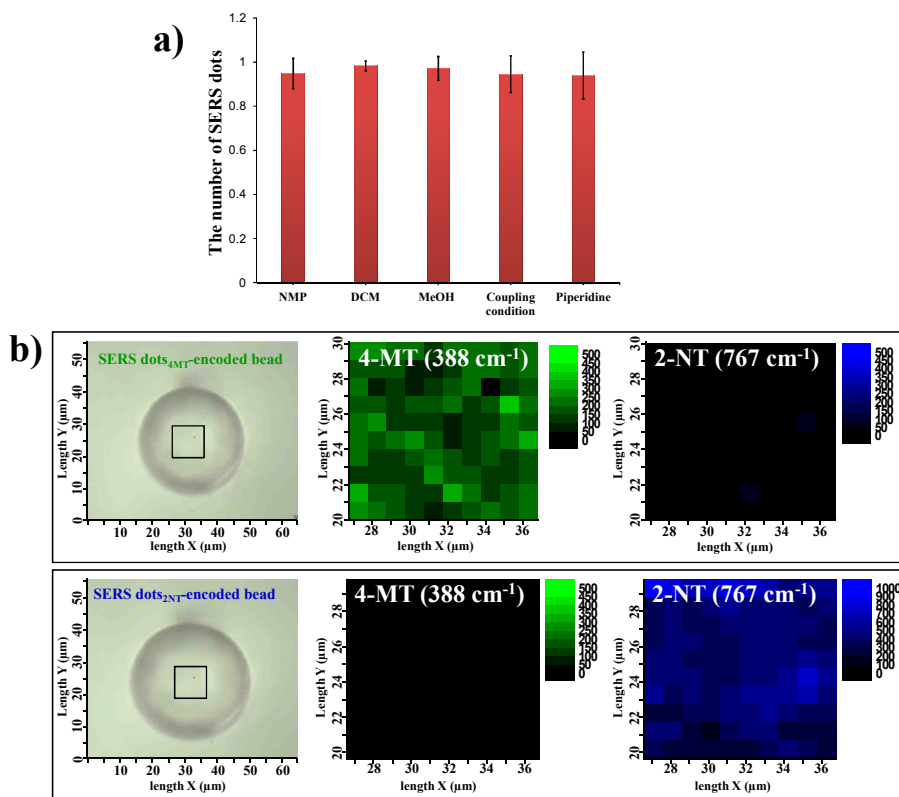 a)
The number of SERS dots
1.2
1
0.8
0.6
0.4
0.2
0
NMP DCM MeOH Coupling condition Piperidine
b)
SERS dots4MT-encoded bead
Length Y (µm)
0 10 20 30 40 50
10 20 30 40 50 60
length X (µm)
4-MT (388 cm⁻¹)
Length Y (µm)
20 22 24 26 28 30
28 30 32 34 36
length X (µm)
500
450
400
350
300
250
200
150
100
50
0
2-NT (767 cm⁻¹)
Length Y (µm)
20 22 24 26 28 30
28 30 32 34 36
length X (µm)
500
450
400
350
300
250
200
150
100
50
0
SERS dots2NT-encoded bead
Length Y (µm)
0 10 20 30 40 50
10 20 30 40 50 60
length X (µm)
4-MT (388 cm⁻¹)
Length Y (µm)
20 22 24 26 28
28 30 32 34 36
length X (µm)
500
450
400
350
300
250
200
150
100
50
0
2-NT (767 cm⁻¹)
Length Y (µm)
20 22 24 26 28
28 30 32 34 36
length X (µm)
1000
900
800
700
600
500
400
300
200
100
0